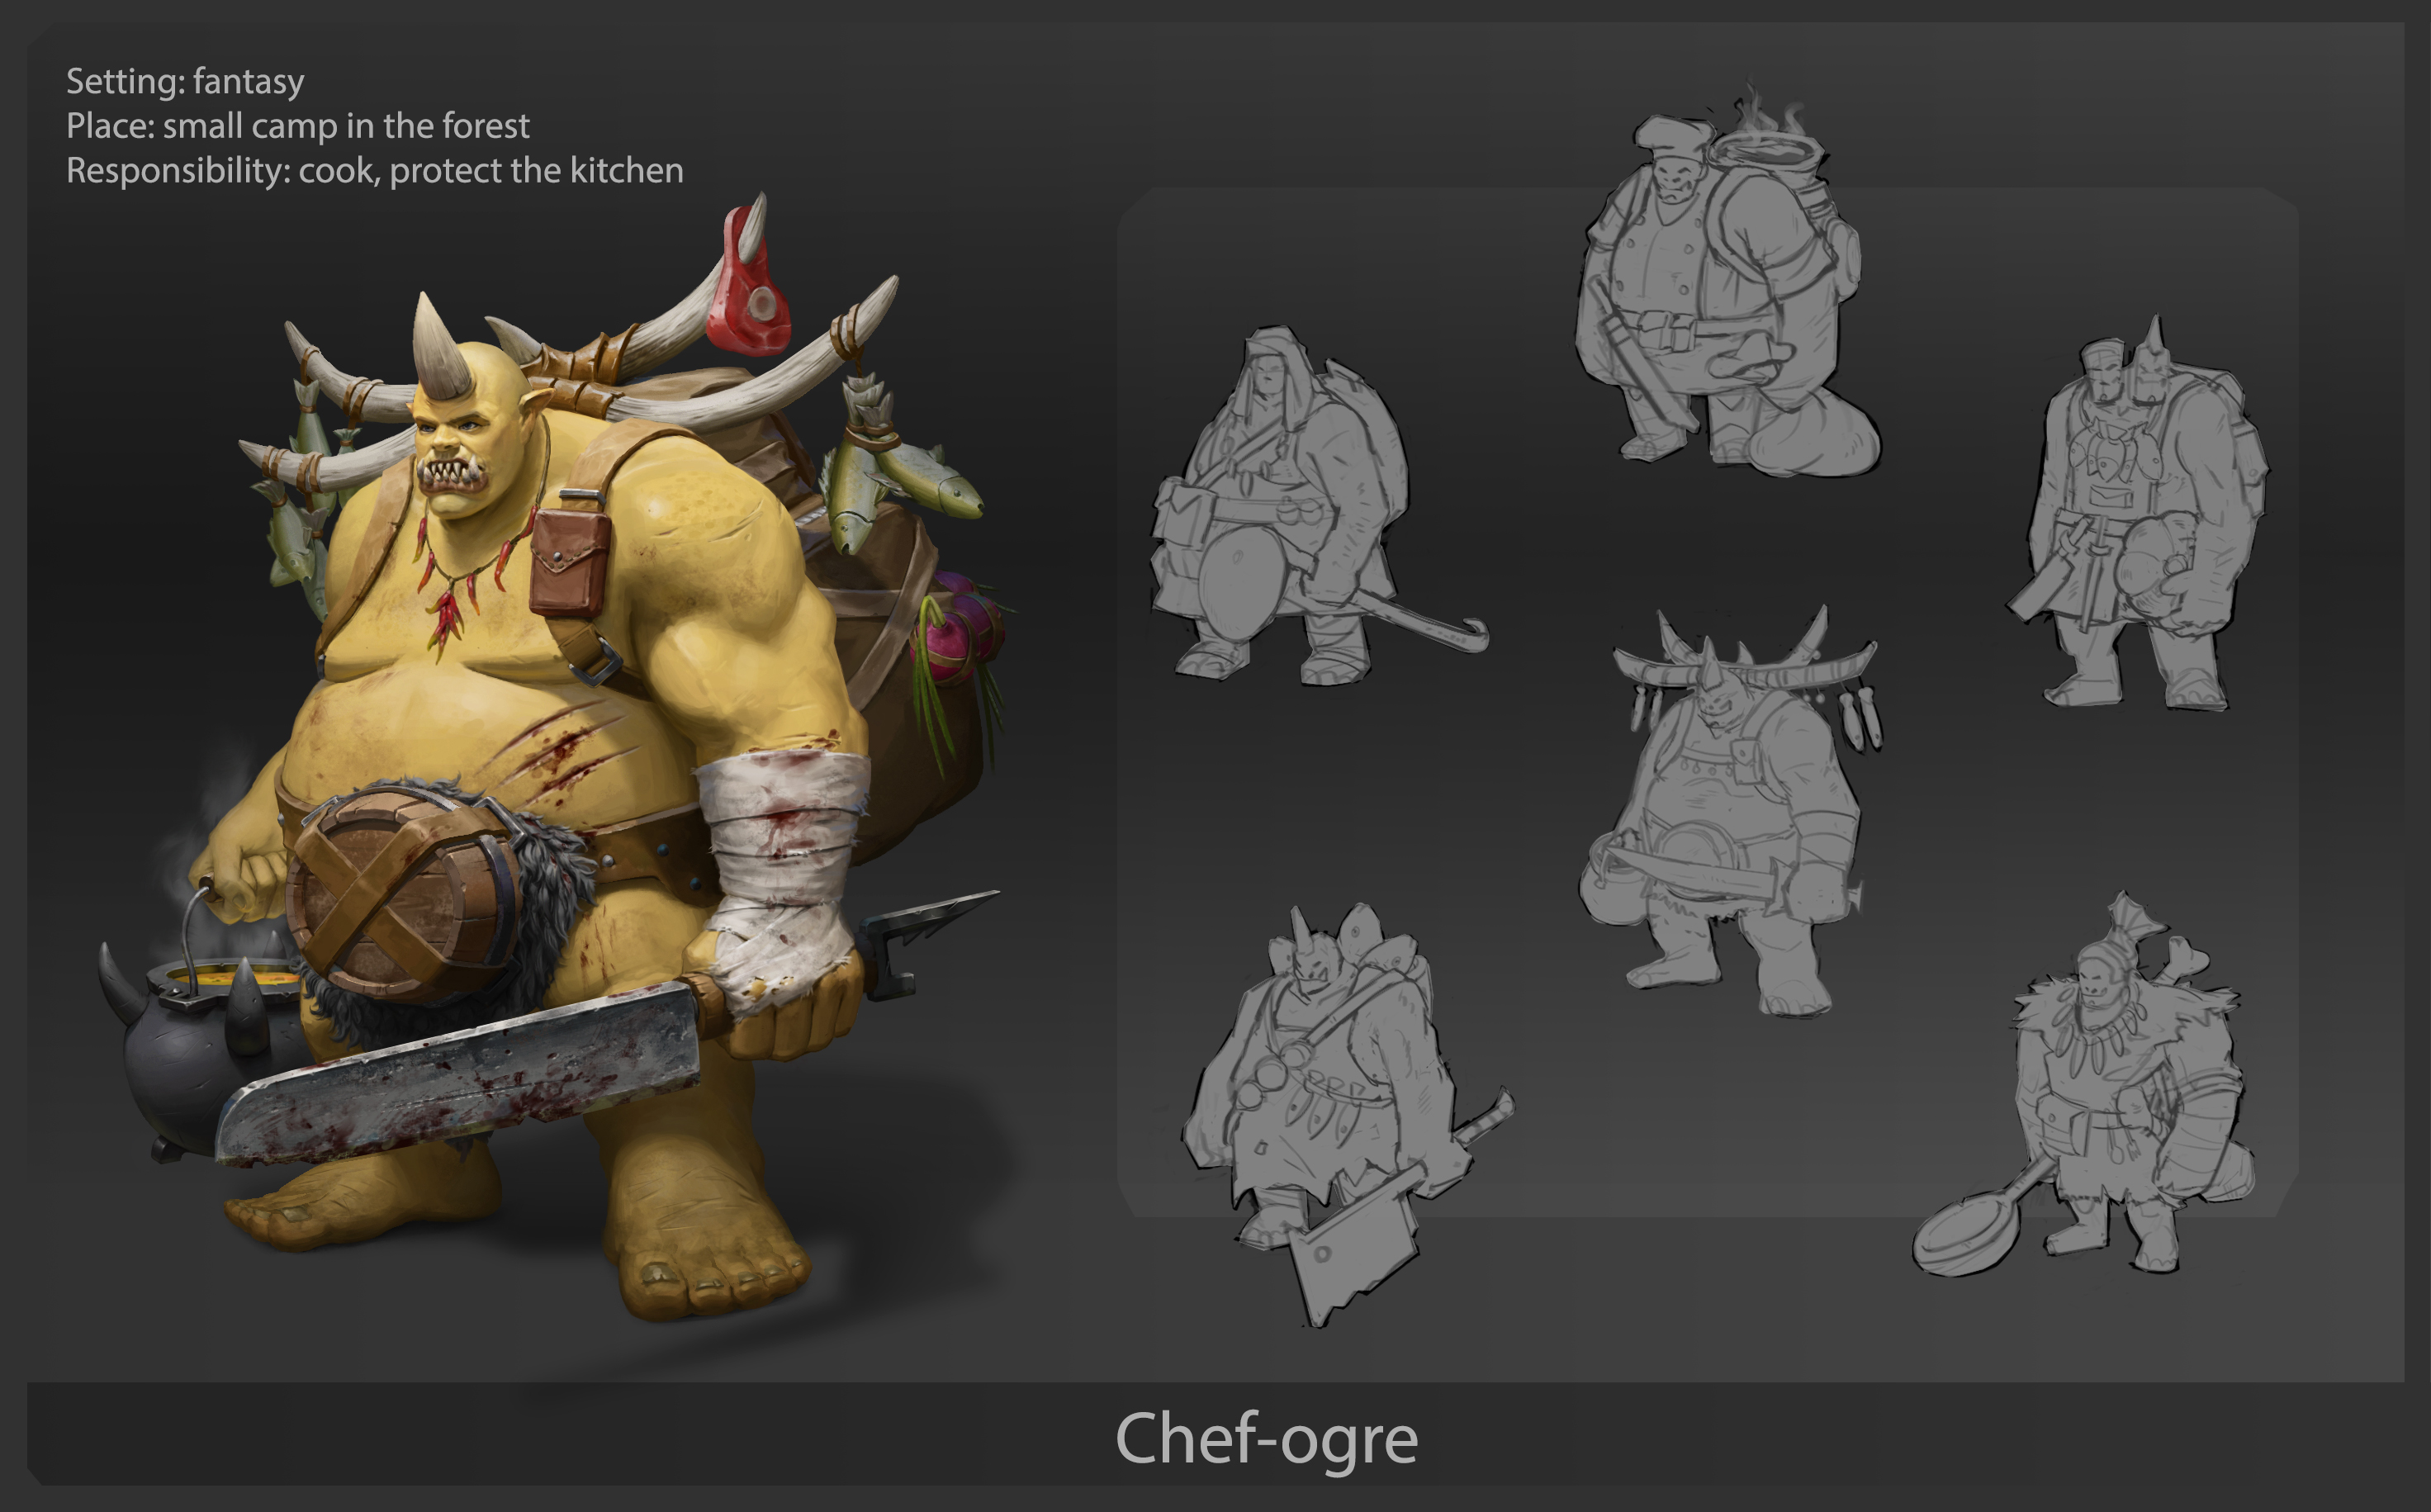 Setting: fantasy
Place: small camp in the forest
Responsibility: cook, protect the kitchen
Chef-ogre